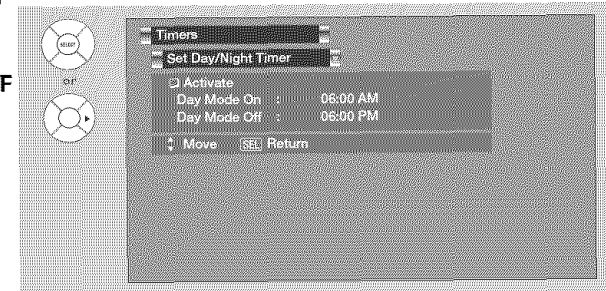 Timers
SELECT
Set Day/Night Timer
F
or
Activate
Day Mode On : 06:00 AM
Day Mode Off : 06:00 PM
Move SEL Return